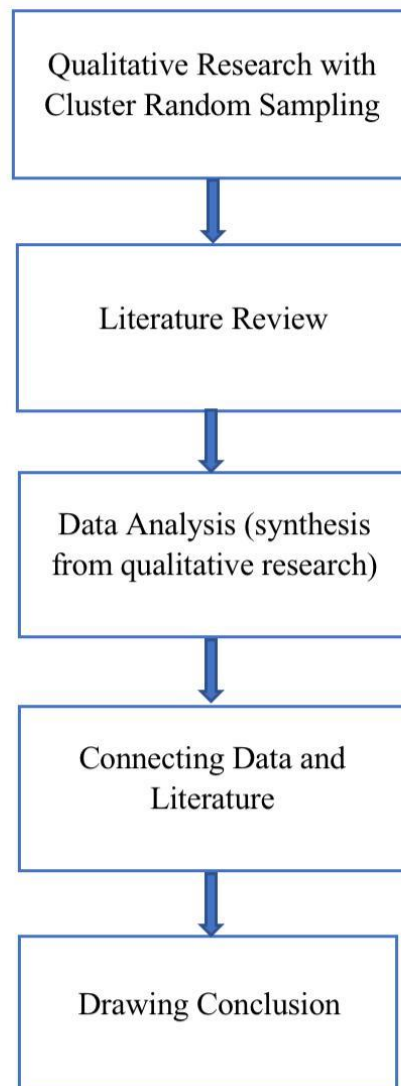 Qualitative Research with
Cluster Random Sampling
Literature Review
Data Analysis (synthesis
from qualitative research)
Connecting Data and
Literature
Drawing Conclusion